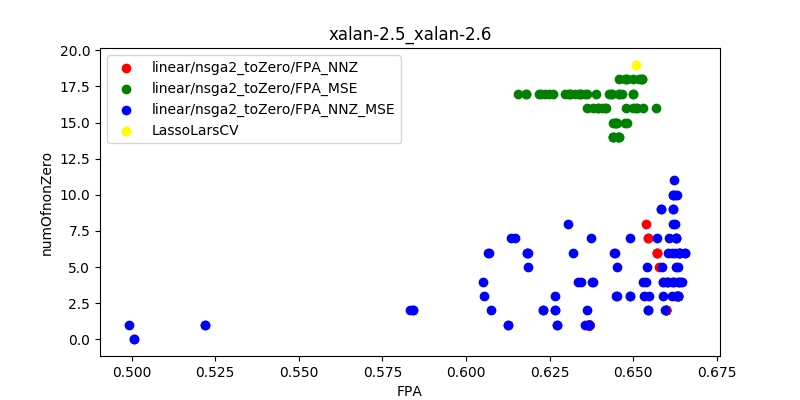 xalan-2.5_xalan-2.6
20.0
17.5
15.0
12.5
10.0
7.5
5.0
2.5
0.0
numOfnonZero
linear/nsga2_toZero/FPA_NNZ
linear/nsga2_toZero/FPA_MSE
linear/nsga2_toZero/FPA_NNZ_MSE
LassoLarsCV
0.500 0.525 0.550 0.575 0.600 0.625 0.650 0.675
FPA